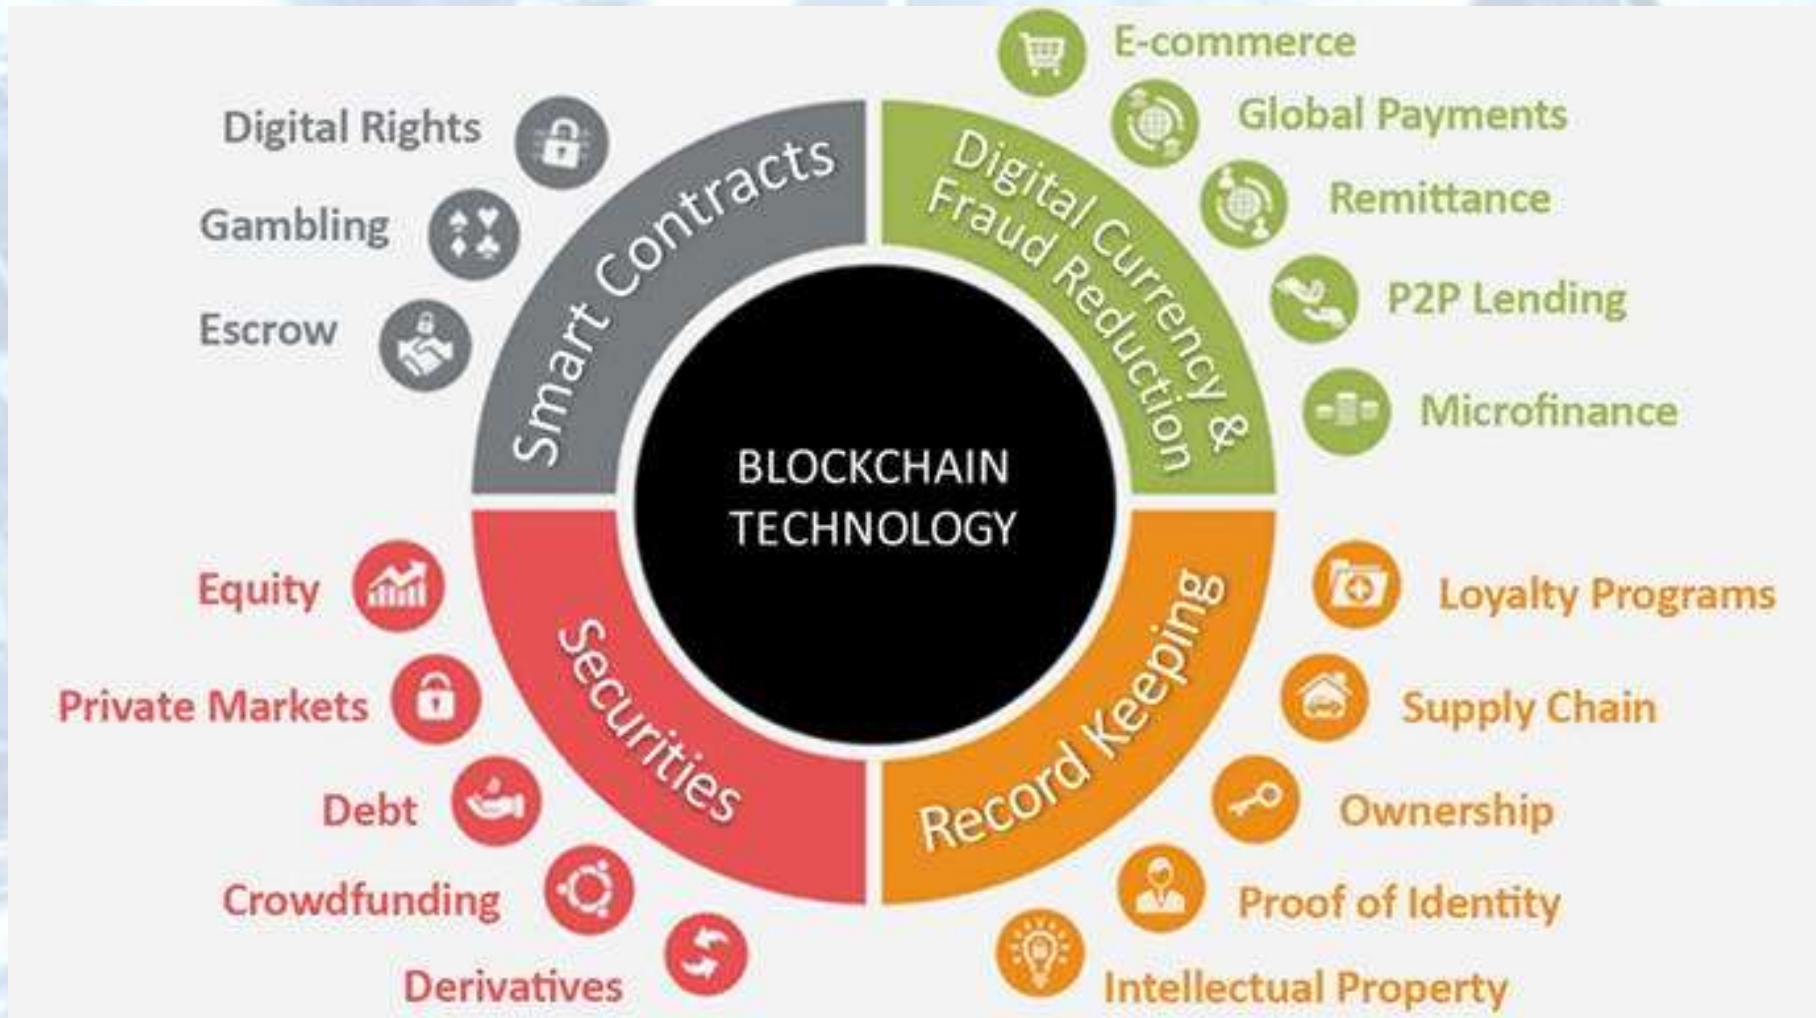 E-commerce
Global Payments
Remittance
P2P Lending
Microfinance
Digital Currency &
Fraud Reduction
Digital Rights
Gambling
Escrow
Smart Contracts
BLOCKCHAIN
TECHNOLOGY
Equity
Private Markets
Debt
Crowdfunding
Derivatives
Securities
Record Keeping
Loyalty Programs
Supply Chain
Ownership
Proof of Identity
Intellectual Property